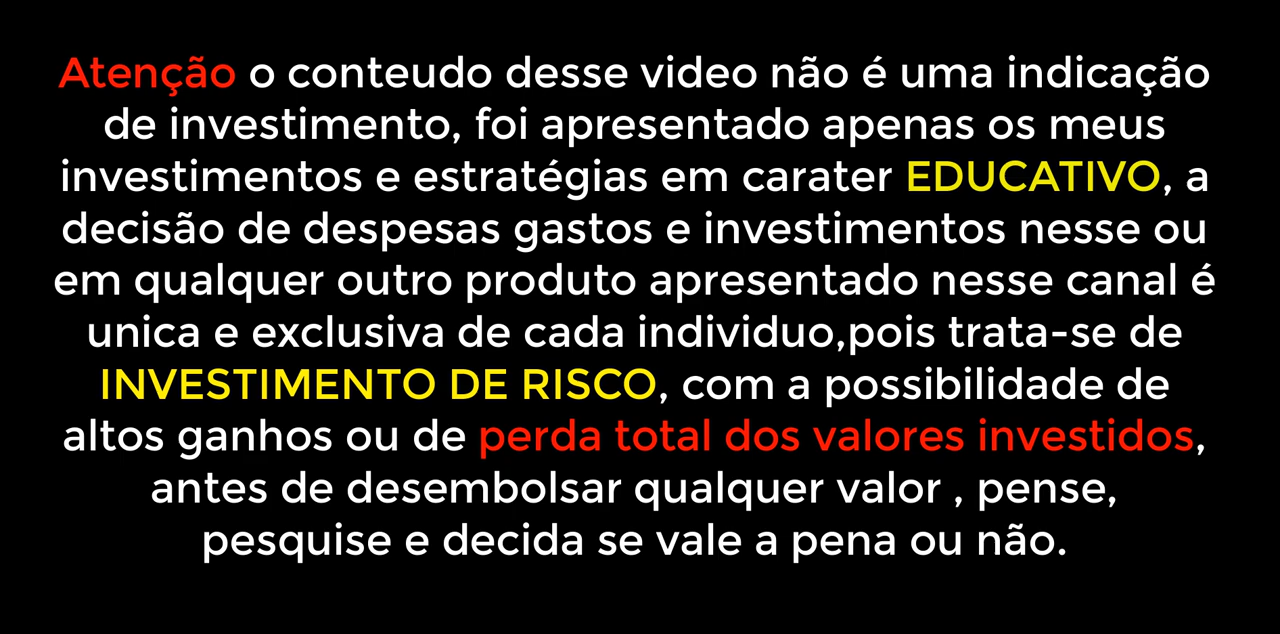 Atenção o conteudo desse video não é uma indicação
de investimento, foi apresentado apenas os meus
investimentos e estratégias em carater EDUCATIVO, a
decisão de despesas gastos e investimentos nesse ou
em qualquer outro produto apresentado nesse canal é
unica e exclusiva de cada individuo,pois trata-se de
INVESTIMENTO DE RISCO, com a possibilidade de
altos ganhos ou de perda total dos valores investidos,
antes de desembolsar qualquer valor , pense,
pesquise e decida se vale a pena ou não.